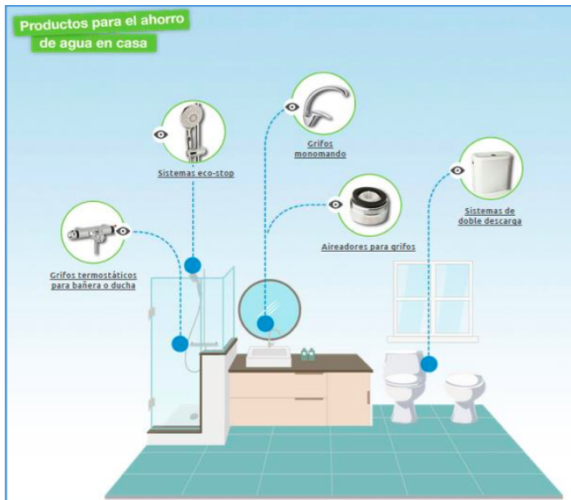 Productos para el ahorro
de agua en casa
Grifos
monomando
Sistemas eco-stop
Sistemas de
doble descarga
Aireadores para grifos
Grifos termostáticos
para bañera o ducha